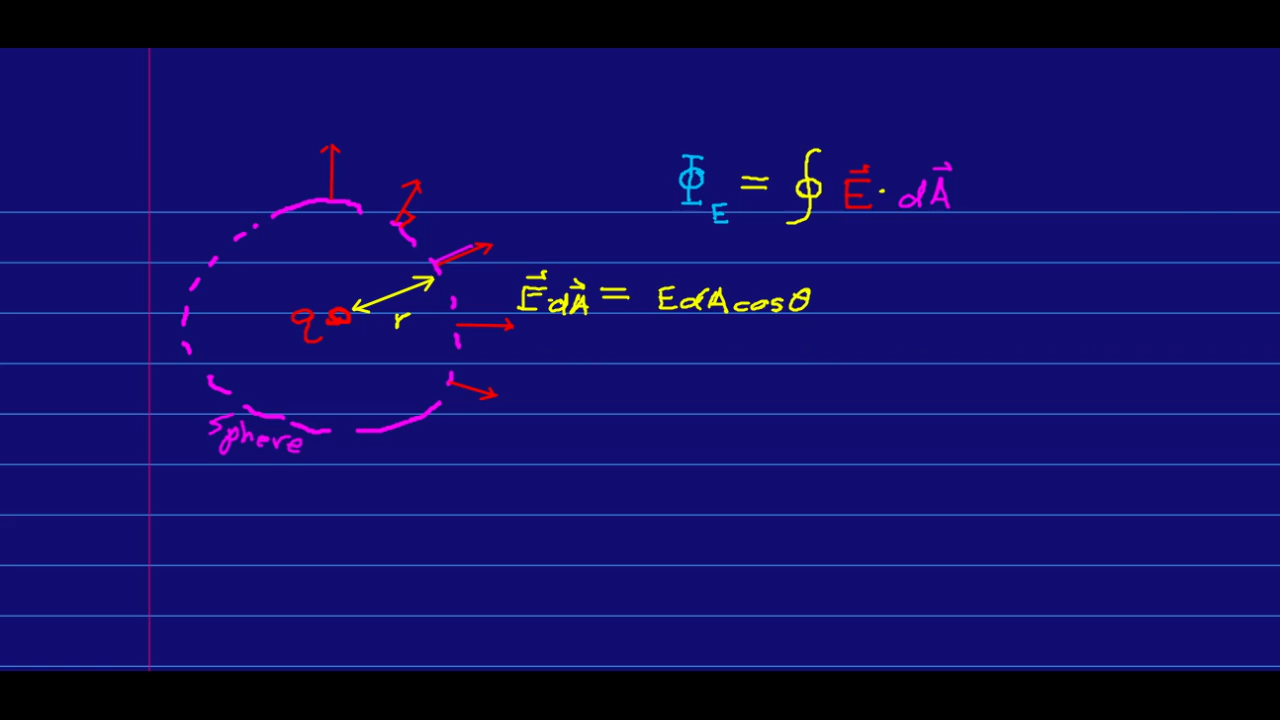 Φ_E = ∮ E⃗ · dA⃗
E⃗·dA⃗ = EdAcosθ
q
r
sphere